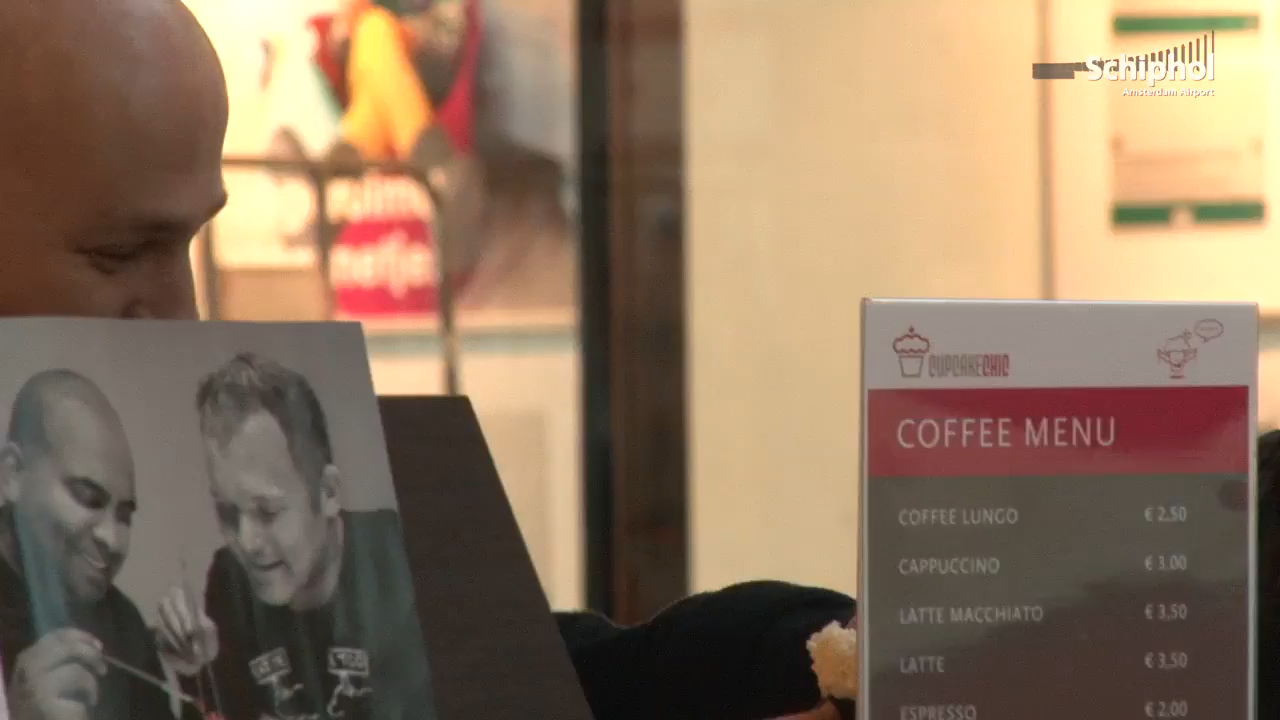 Schiphol
Amsterdam Airport
CUPCAKECHIC
COFFEE MENU
COFFEE LUNGO € 2,50
CAPPUCCINO € 3,00
LATTE MACCHIATO € 3,50
LATTE € 3,50
ESPRESSO € 2,00